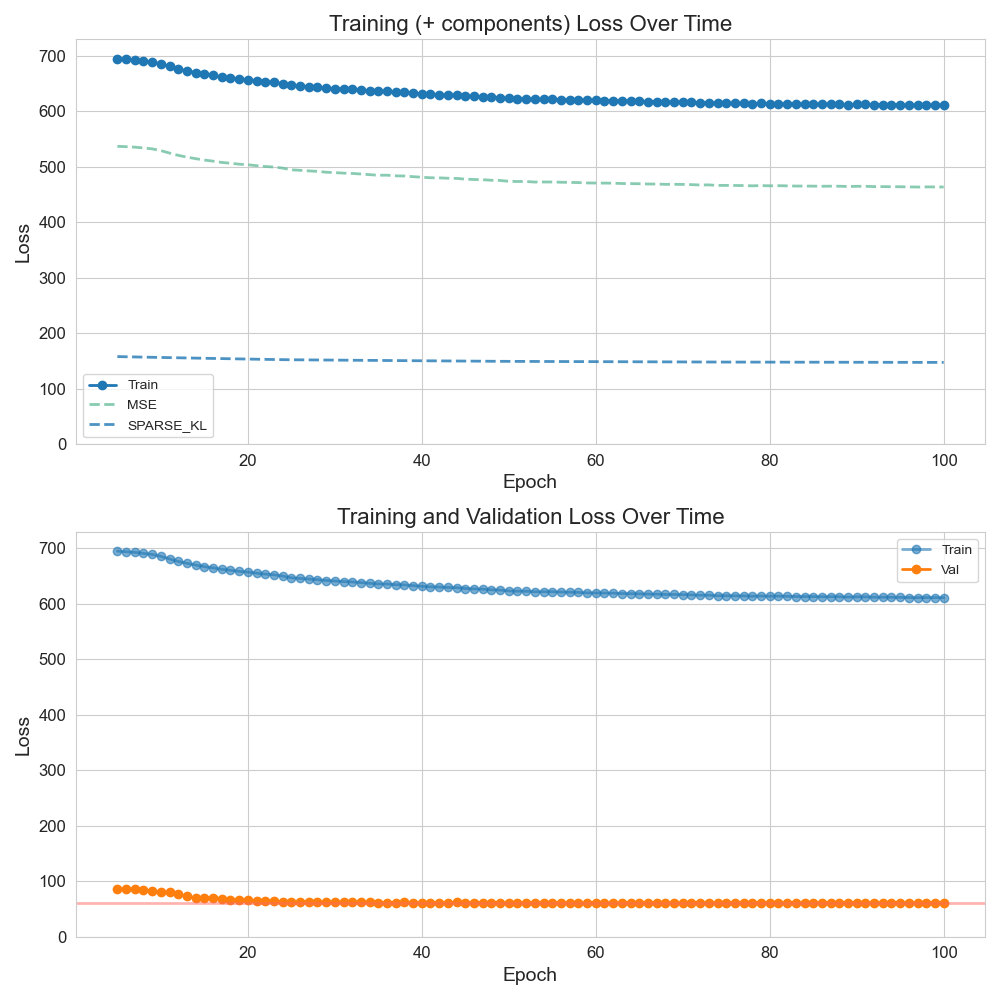 Training (+ components) Loss Over Time
700
600
500
400
300
200
100
0
Loss
Train
MSE
SPARSE_KL
20 40 60 80 100
Epoch
Training and Validation Loss Over Time
700
600
500
400
300
200
100
0
Loss
Train
Val
20 40 60 80 100
Epoch